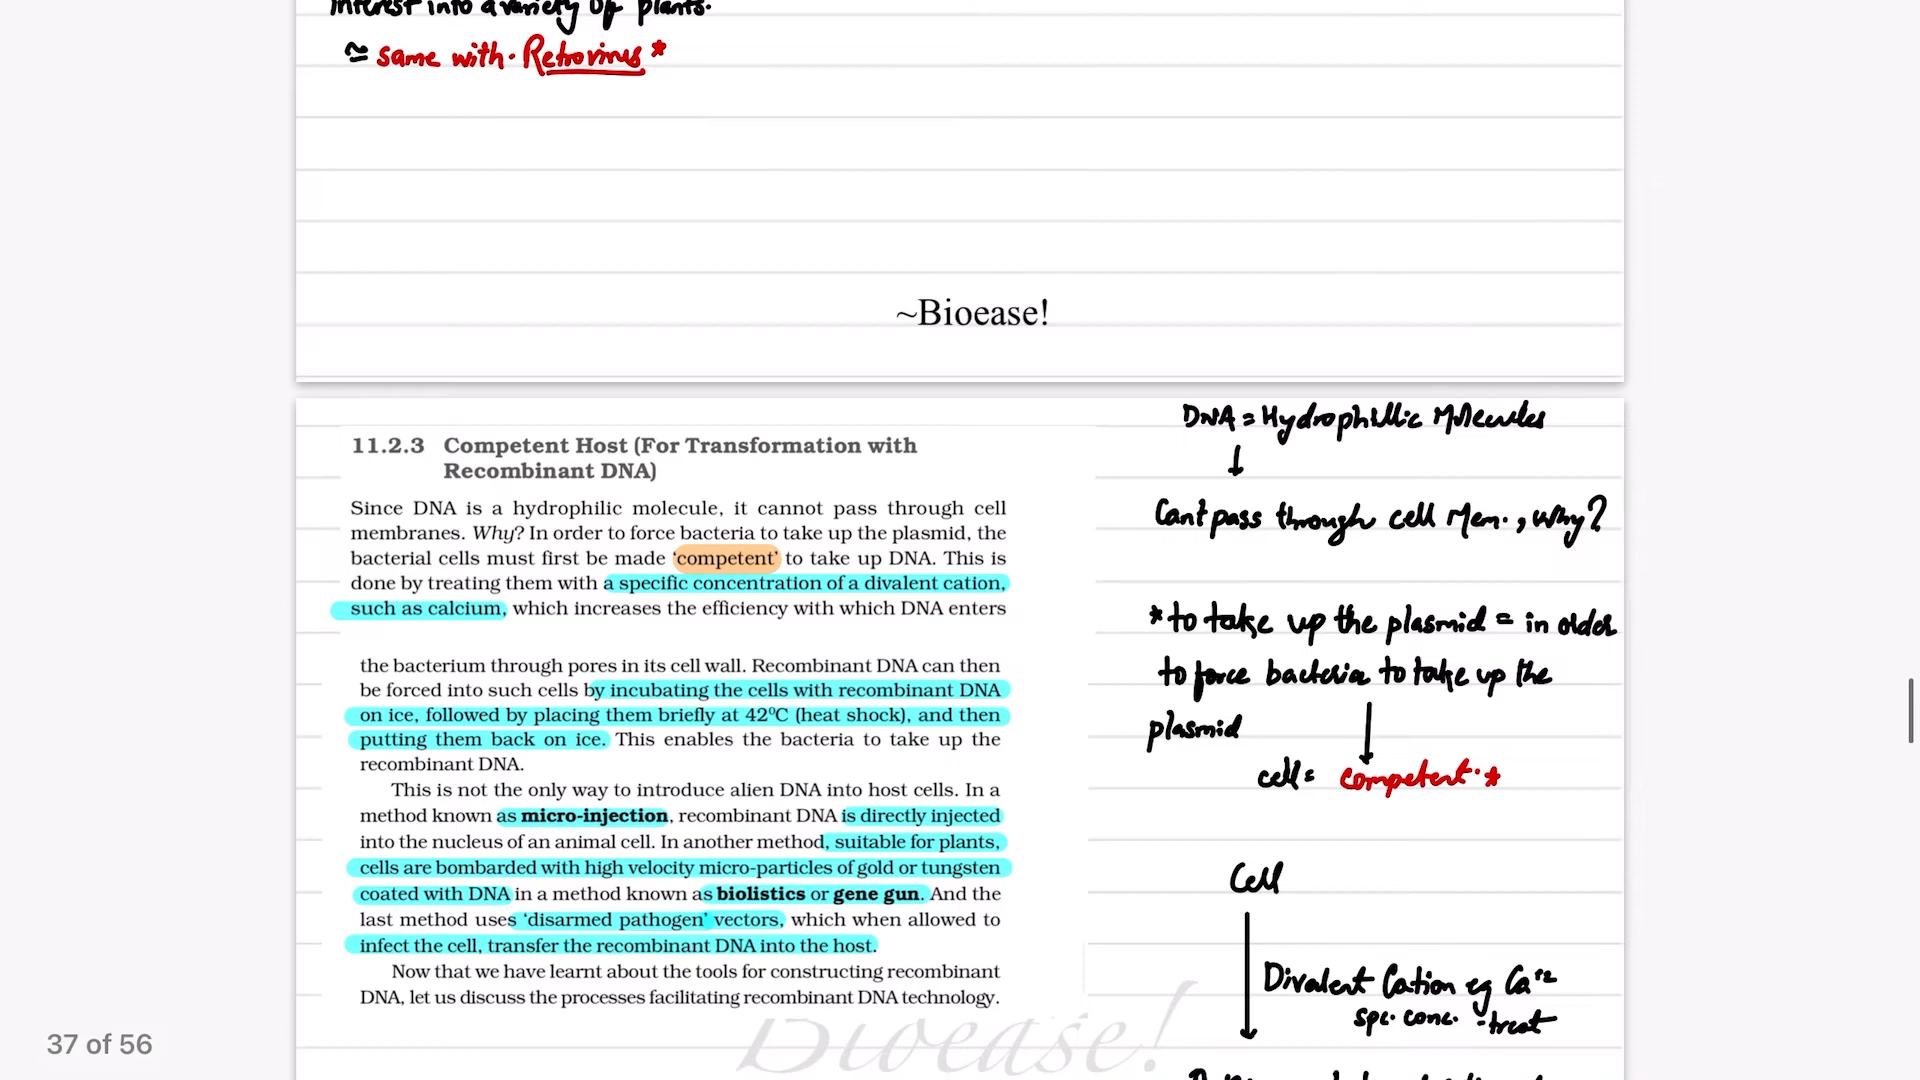 interest into a variety of plants.
≃ same with. Retrovirus *
~Bioease!
11.2.3 Competent Host (For Transformation with
Recombinant DNA)
Since DNA is a hydrophilic molecule, it cannot pass through cell
membranes. Why? In order to force bacteria to take up the plasmid, the
bacterial cells must first be made ‘competent’ to take up DNA. This is
done by treating them with a specific concentration of a divalent cation,
such as calcium, which increases the efficiency with which DNA enters
the bacterium through pores in its cell wall. Recombinant DNA can then
be forced into such cells by incubating the cells with recombinant DNA
on ice, followed by placing them briefly at 42⁰C (heat shock), and then
putting them back on ice. This enables the bacteria to take up the
recombinant DNA.
This is not the only way to introduce alien DNA into host cells. In a
method known as micro-injection, recombinant DNA is directly injected
into the nucleus of an animal cell. In another method, suitable for plants,
cells are bombarded with high velocity micro-particles of gold or tungsten
coated with DNA in a method known as biolistics or gene gun. And the
last method uses ‘disarmed pathogen’ vectors, which when allowed to
infect the cell, transfer the recombinant DNA into the host.
Now that we have learnt about the tools for constructing recombinant
DNA, let us discuss the processes facilitating recombinant DNA technology.
DNA = Hydrophillic Molecules
↓
Can't pass through cell Mem., Why?
* to take up the plasmid = in order
to force bacteria to take up the
plasmid
cell = competent. *
Cell
Divalent Cation eg Ca⁺²
spe. conc. - treat
Bioease!
37 of 56